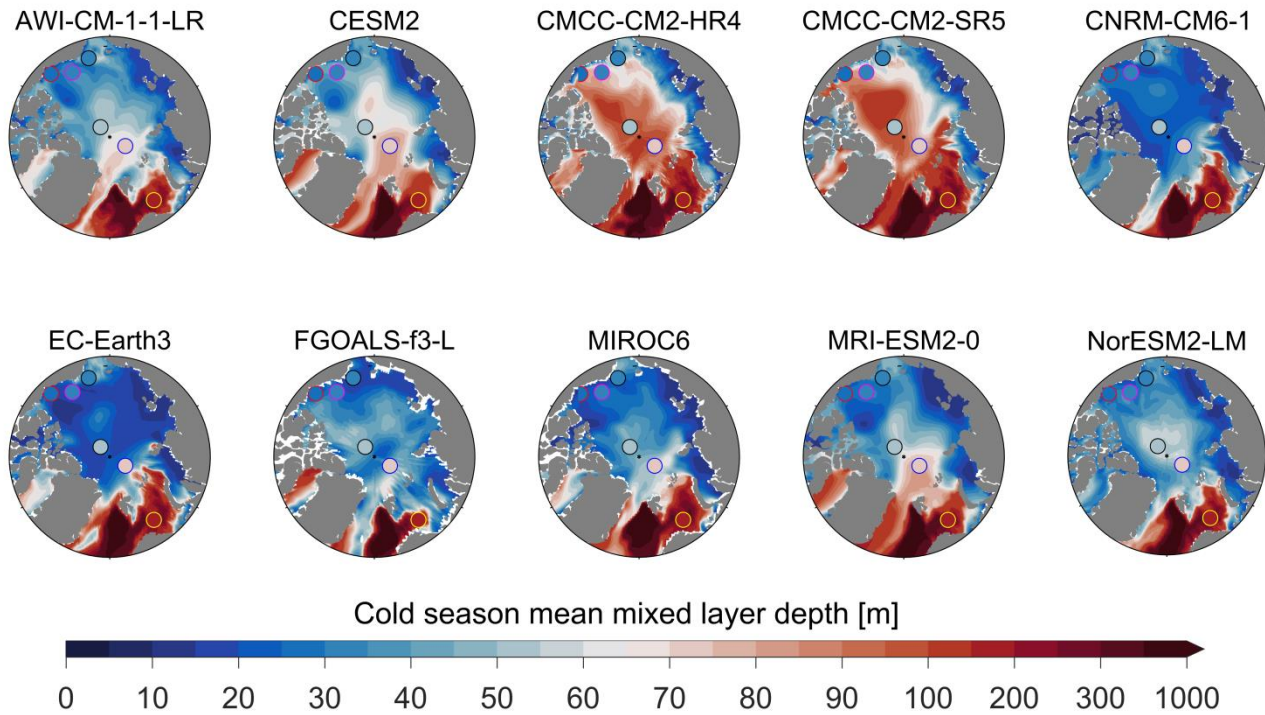 AWI-CM-1-1-LR CESM2 CMCC-CM2-HR4 CMCC-CM2-SR5 CNRM-CM6-1
EC-Earth3 FGOALS-f3-L MIROC6 MRI-ESM2-0 NorESM2-LM
Cold season mean mixed layer depth [m]
0 10 20 30 40 50 60 70 80 90 100 200 300 1000